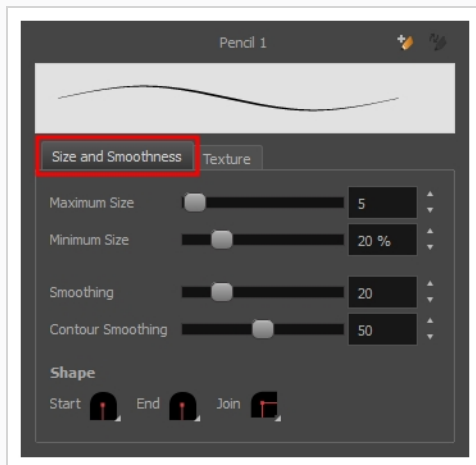 Pencil 1
Size and Smoothness Texture
Maximum Size 5
Minimum Size 20 %
Smoothing 20
Contour Smoothing 50
Shape
Start End Join